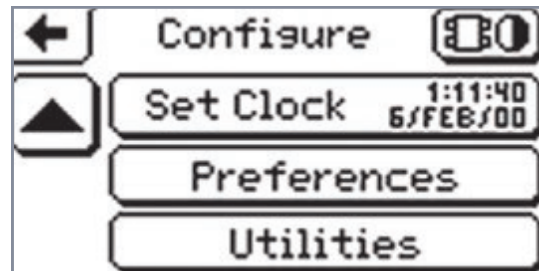 Configure
Set Clock 1:11:40
6/FEB/00
Preferences
Utilities